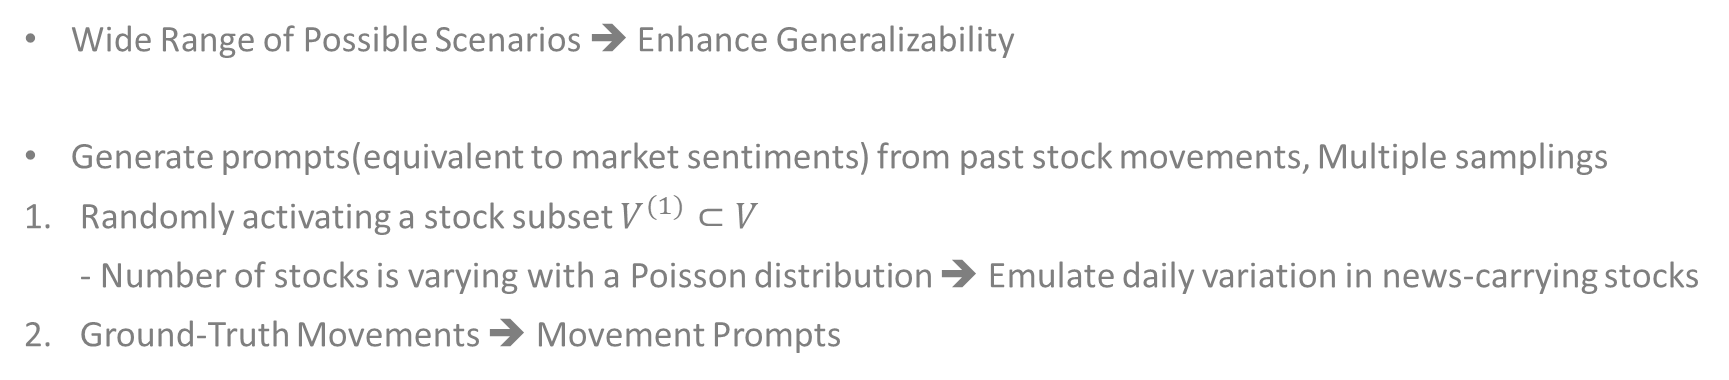 • Wide Range of Possible Scenarios 🡺 Enhance Generalizability
• Generate prompts(equivalent to market sentiments) from past stock movements, Multiple samplings
1. Randomly activating a stock subset V⁽¹⁾ ⊂ V
- Number of stocks is varying with a Poisson distribution 🡺 Emulate daily variation in news-carrying stocks
2. Ground-Truth Movements 🡺 Movement Prompts